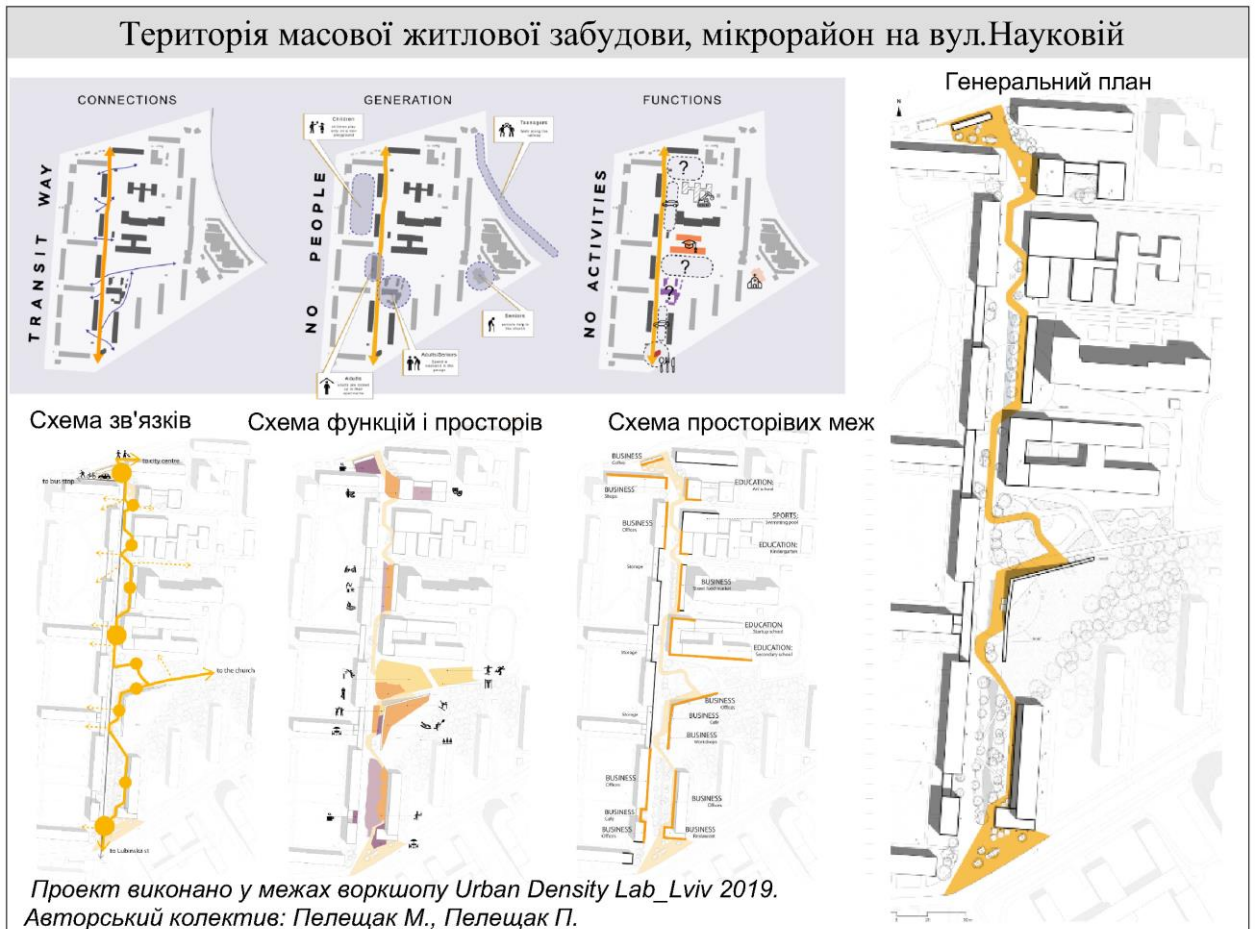 Територія масової житлової забудови, мікрорайон на вул.Науковій
CONNECTIONS
TRANSIT WAY
GENERATION
NO PEOPLE
Children
Teenagers
Seniors
Adults/Seniors
Adults
FUNCTIONS
NO ACTIVITIES
?
?
?
Генеральний план
N
Схема зв'язків
to city centre
to bus stop
to the church
Схема функцій і просторів
Схема просторівих меж
BUSINESS
Coffee
BUSINESS
Shops
EDUCATION:
Art school
BUSINESS
Offices
SPORTS:
Swimming pool
EDUCATION:
Kindergarten
Storage
BUSINESS
EDUCATION
Startup school
EDUCATION:
Secondary school
Storage
Storage
BUSINESS
Offices
BUSINESS
Café
BUSINESS
Workshops
BUSINESS
Offices
BUSINESS
Offices
BUSINESS
Cafe
BUSINESS
Offices
BUSINESS
Restaurant
Проект виконано у межах воркшопу Urban Density Lab_Lviv 2019.
Авторський колектив: Пелещак М., Пелещак П.